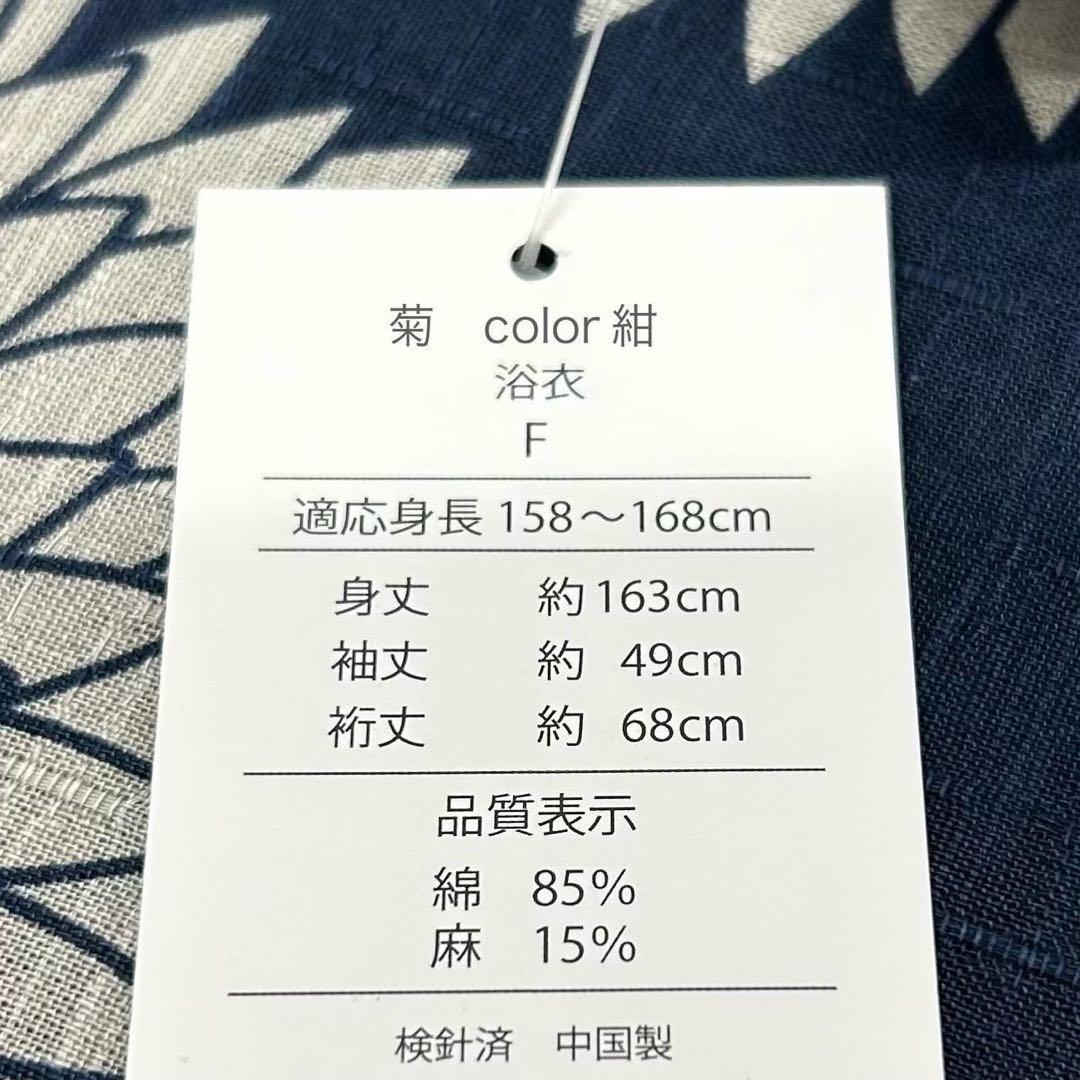 菊　color 紺
浴衣
F
適応身長 158～168cm
身丈　約 163cm
袖丈　約 49cm
裄丈　約 68cm
品質表示
綿　85%
麻　15%
検針済　中国製